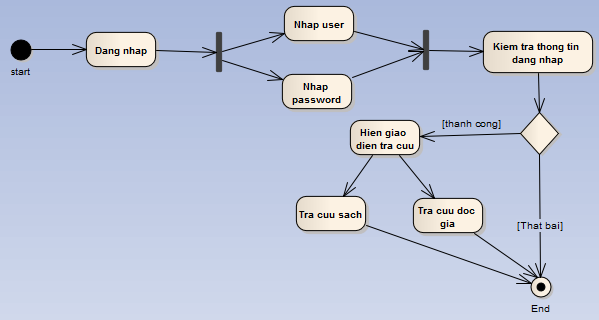 start
Dang nhap
Nhap user
Nhap
password
Kiem tra thong tin
dang nhap
[thanh cong]
Hien giao
dien tra cuu
Tra cuu sach
Tra cuu doc
gia
[That bai]
End